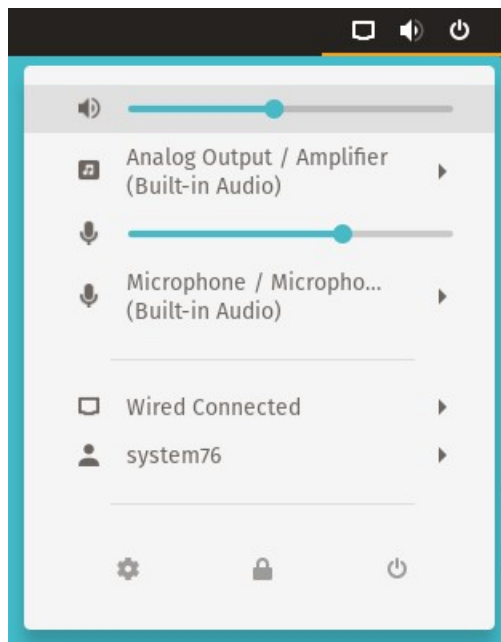 Analog Output / Amplifier
(Built-in Audio)
Microphone / Micropho...
(Built-in Audio)
Wired Connected
system76